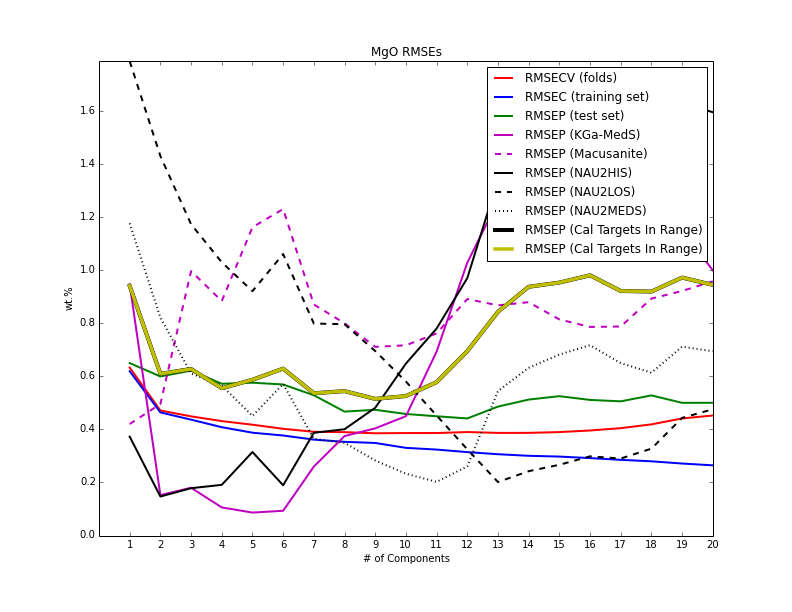 MgO RMSEs
RMSECV (folds)
RMSEC (training set)
RMSEP (test set)
RMSEP (KGa-MedS)
RMSEP (Macusanite)
RMSEP (NAU2HIS)
RMSEP (NAU2LOS)
RMSEP (NAU2MEDS)
RMSEP (Cal Targets In Range)
RMSEP (Cal Targets In Range)
wt.%
1.6
1.4
1.2
1.0
0.8
0.6
0.4
0.2
0.0
1 2 3 4 5 6 7 8 9 10 11 12 13 14 15 16 17 18 19 20
# of Components